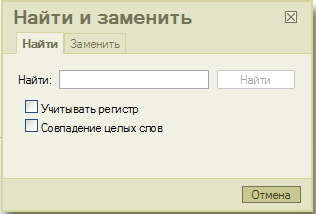 Найти и заменить
Найти Заменить
Найти: Найти
Учитывать регистр
Совпадение целых слов
Отмена